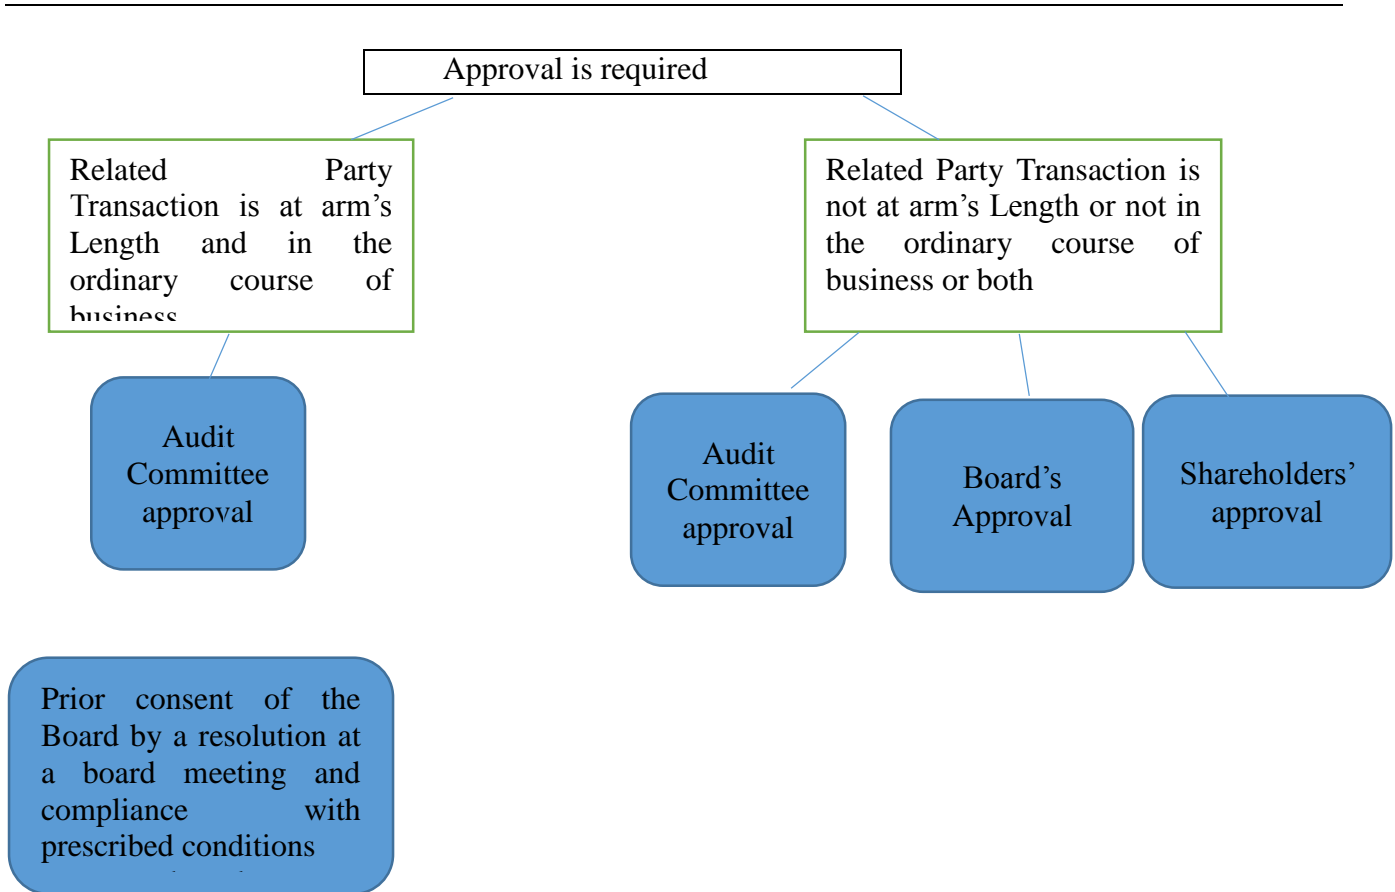 Approval is required
Related Party
Transaction is at arm's
Length and in the
ordinary course of
business
Related Party Transaction is
not at arm's Length or not in
the ordinary course of
business or both
Audit
Committee
approval
Audit
Committee
approval
Board's
Approval
Shareholders'
approval
Prior consent of the
Board by a resolution at
a board meeting and
compliance with
prescribed conditions